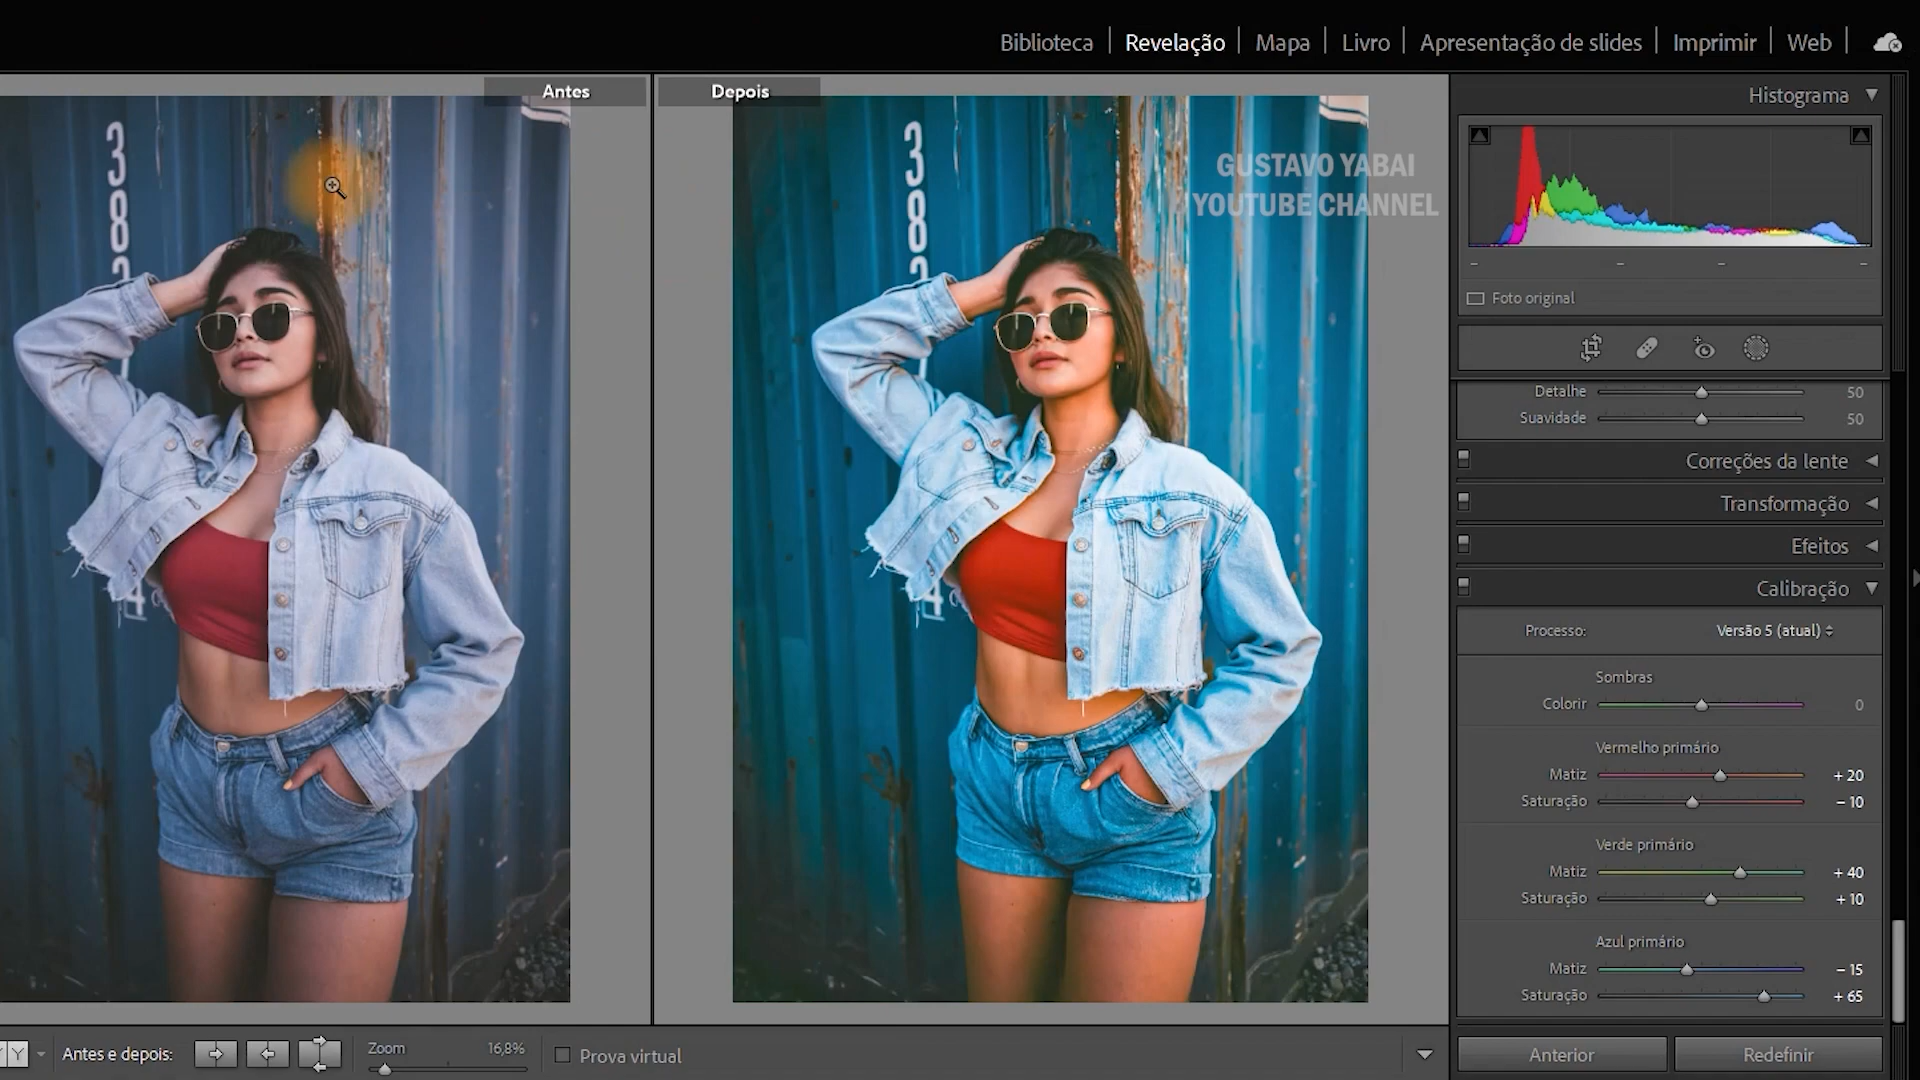 Biblioteca | Revelação | Mapa | Livro | Apresentação de slides | Imprimir | Web |
Antes
Depois
Histograma
GUSTAVO YABAI
YOUTUBE CHANNEL
Foto original
Detalhe 50
Suavidade 50
Correções da lente
Transformação
Efeitos
Calibração
Processo: Versão 5 (atual)
Sombras
Colorir 0
Vermelho primário
Matiz + 20
Saturação – 10
Verde primário
Matiz + 40
Saturação + 10
Azul primário
Matiz – 15
Saturação + 65
Y Antes e depois: Zoom 16,8% Prova virtual
Anterior Redefinir